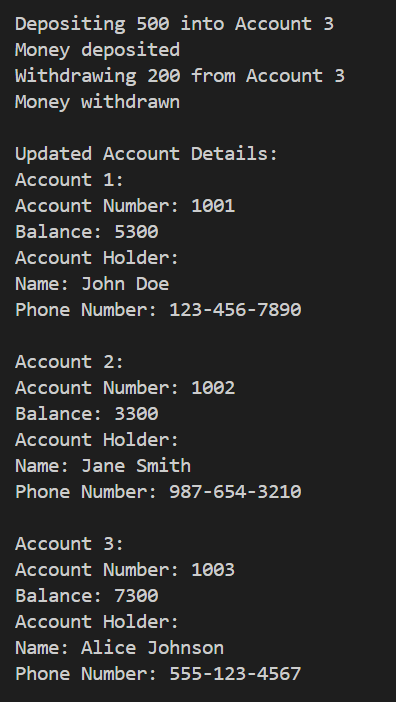 Depositing 500 into Account 3
Money deposited
Withdrawing 200 from Account 3
Money withdrawn

Updated Account Details:
Account 1:
Account Number: 1001
Balance: 5300
Account Holder:
Name: John Doe
Phone Number: 123-456-7890

Account 2:
Account Number: 1002
Balance: 3300
Account Holder:
Name: Jane Smith
Phone Number: 987-654-3210

Account 3:
Account Number: 1003
Balance: 7300
Account Holder:
Name: Alice Johnson
Phone Number: 555-123-4567